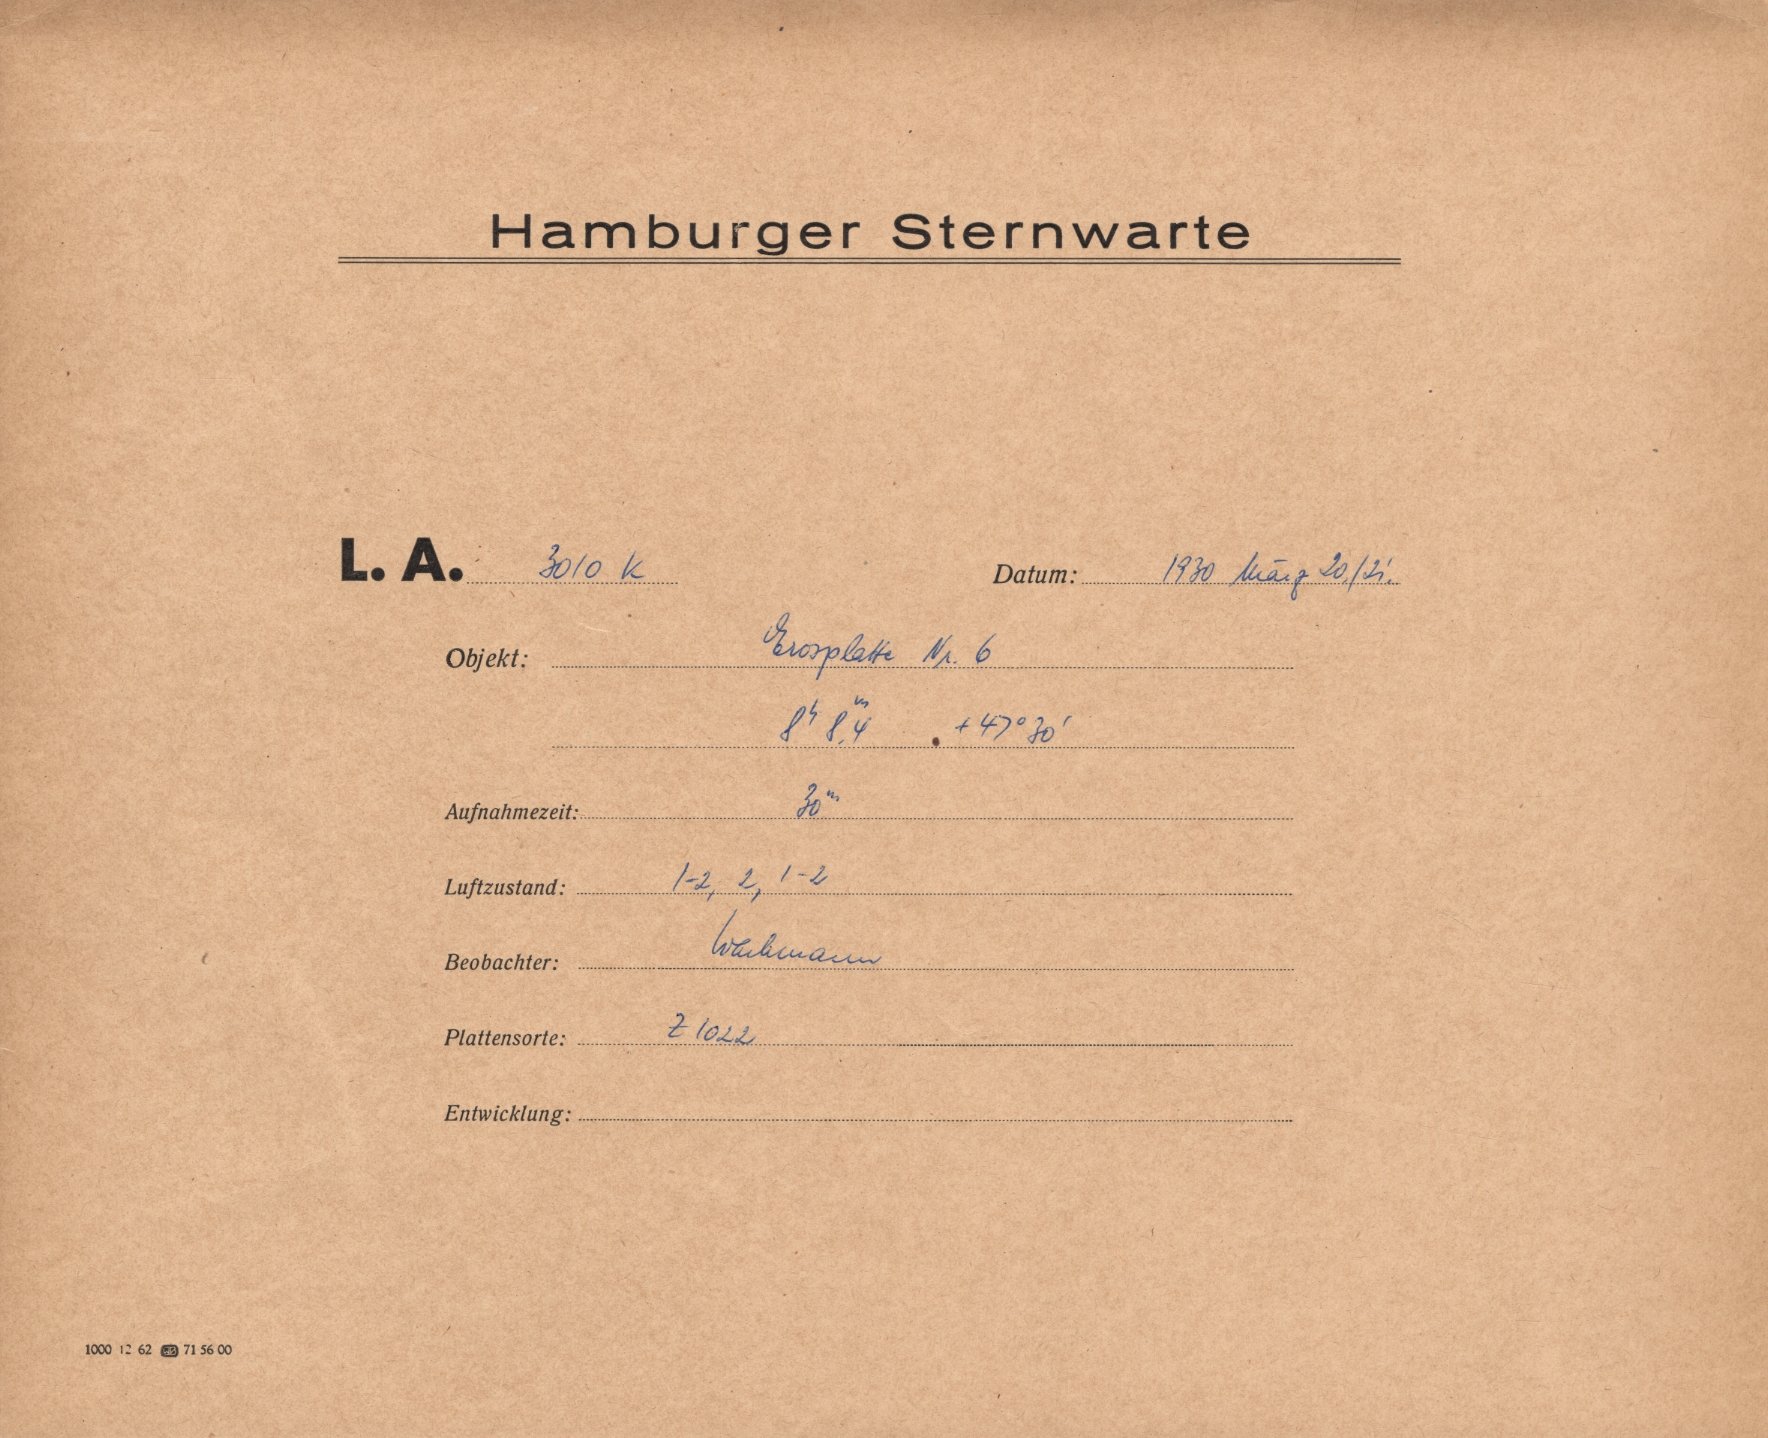 Hamburger Sternwarte
L. A. 3010 K Datum: 1930 März 20./21.
Objekt: Erosplatte Nr. 6
8h 8.m4 +47° 30'
Aufnahmezeit: 30m
Luftzustand: 1-2, 2, 1-2
Beobachter: Wachmann
Plattensorte: Z 1022
Entwicklung:
1000 12 62 71 56 00